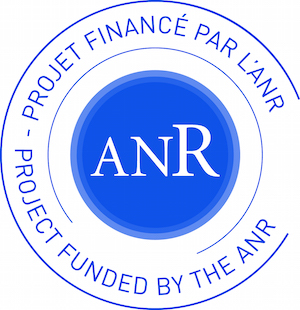 - PROJET FINANCÉ PAR L'ANR
PROJECT FUNDED BY THE ANR
ANR